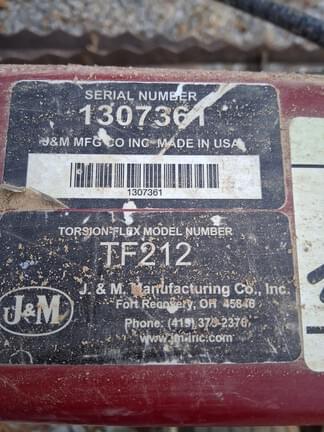 SERIAL NUMBER
1307361
J&M MFG CO INC MADE IN USA
1307361
TORSION-FLEX MODEL NUMBER
TF212
J. & M. Manufacturing Co., Inc.
Fort Recovery, OH 45846
Phone: (419) 375-2376
www.jm-inc.com
J&M